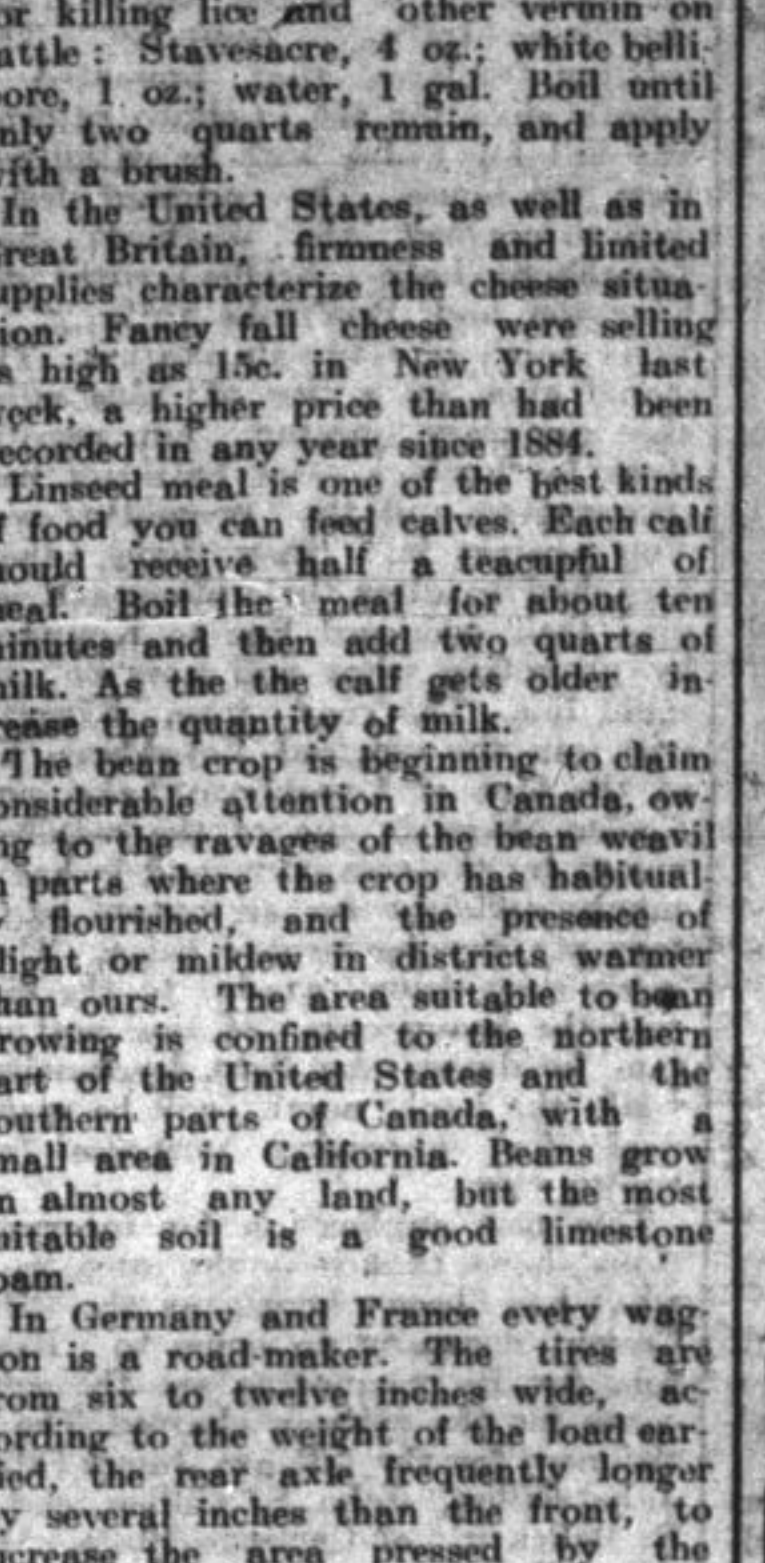 or killing lice and other vermin on
attle: Stavesacre, 4 oz.; white belli-
bore, 1 oz.; water, 1 gal. Boil until
nly two quarts remain, and apply
with a brush.
In the United States, as well as in
reat Britain, firmness and limited
upplies characterize the cheese situa-
ion. Fancy fall cheese were selling
s high as 15c. in New York last
week, a higher price than had been
ecorded in any year since 1884.
Linseed meal is one of the best kinds
f food you can feed calves. Each calf
hould receive half a teacupful of
meal. Boil the meal for about ten
minutes and then add two quarts of
milk. As the the calf gets older in-
rease the quantity of milk.
The bean crop is beginning to claim
onsiderable attention in Canada, ow-
ng to the ravages of the bean weavil
n parts where the crop has habitual-
y flourished, and the presence of
light or mildew in districts warmer
han ours. The area suitable to bean
rowing is confined to the northern
art of the United States and the
outhern parts of Canada, with a
mall area in California. Beans grow
n almost any land, but the most
uitable soil is a good limestone
oam.
In Germany and France every wag-
on is a road-maker. The tires are
rom six to twelve inches wide, ac-
ording to the weight of the load car-
ied, the rear axle frequently longer
y several inches than the front, to
ncrease the area pressed by the